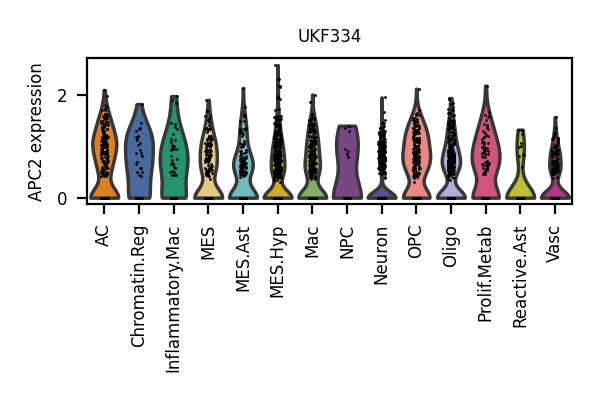 UKF334
APC2 expression
2
0
AC
Chromatin.Reg
Inflammatory.Mac
MES
MES.Ast
MES.Hyp
Mac
NPC
Neuron
OPC
Oligo
Prolif.Metab
Reactive.Ast
Vasc